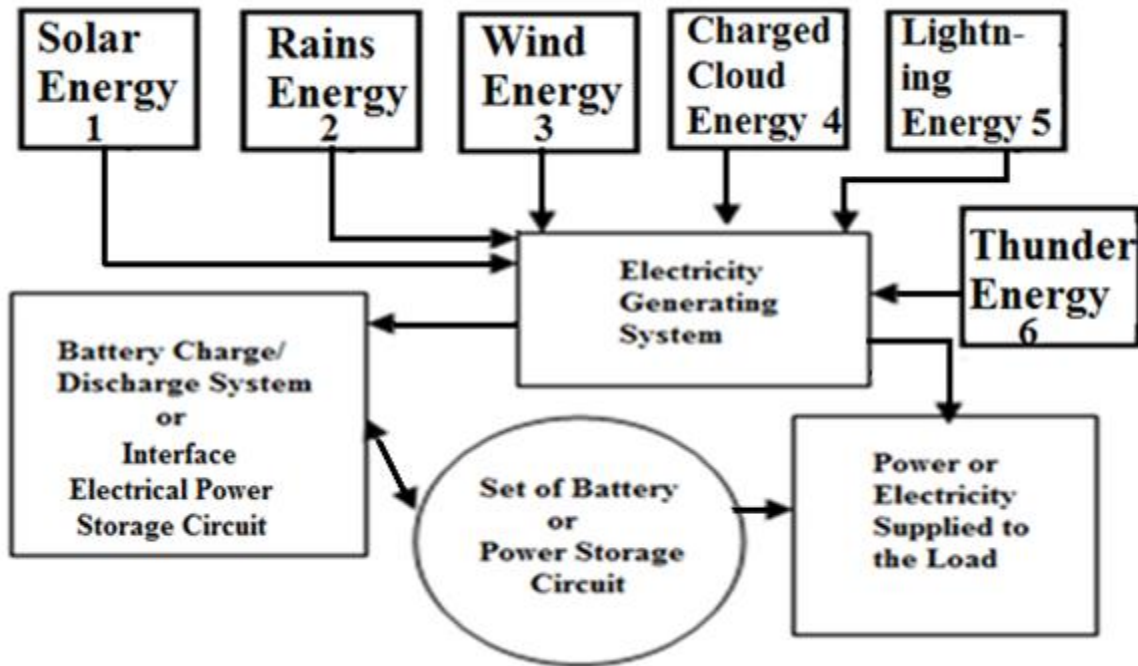 Solar
Energy
1
Rains
Energy
2
Wind
Energy
3
Charged
Cloud
Energy 4
Lightn-
ing
Energy 5
Thunder
Energy
6
Electricity
Generating
System
Battery Charge/
Discharge System
or
Interface
Electrical Power
Storage Circuit
Set of Battery
or
Power Storage
Circuit
Power or
Electricity
Supplied to
the Load